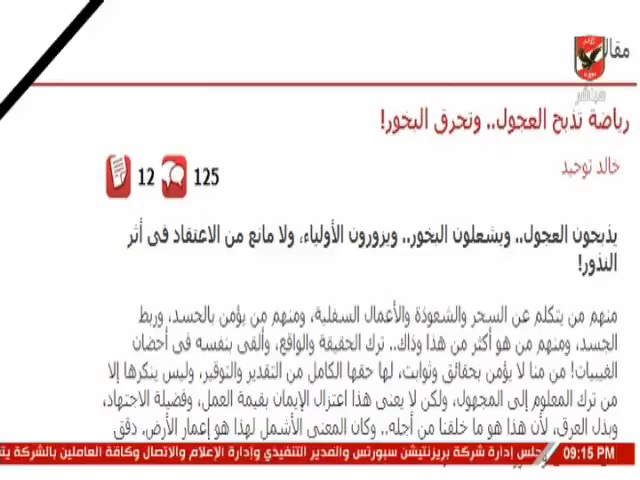 مقال
مباشر
رياضة تذبح العجول.. وتحرق البخور!
خالد توحيد
12 125
يذبحون العجول.. ويشعلون البخور.. ويزورون الأولياء، ولا مانع من الاعتقاد فى أثر
النذور!
منهم من يتكلم عن السحر والشعوذة والأعمال السفلية، ومنهم من يؤمن بالحسد، وربط
الجسد، ومنهم من هو أكثر من هذا وذاك.. ترك الحقيقة والواقع، وألقى بنفسه فى أحضان
الغيبيات! من منا لا يؤمن بحقائق وثوابت، لها حقها الكامل من التقدير والتوقير، وليس ينكرها إلا
من ترك المعلوم إلى المجهول، ولكن لا يعنى هذا اعتزال الإيمان بقيمة العمل، وفضيلة الاجتهاد،
وبذل العرق، لأن هذا هو ما خلقنا من أجله.. وكان المعنى الأشمل لهذا هو إعمار الأرض، دقق
جلس إدارة شركة بريزنتيشن سبورتس والمدير التنفيذي وإدارة الإعلام والاتصال وكافة العاملين بالشركة يت
09:15 PM